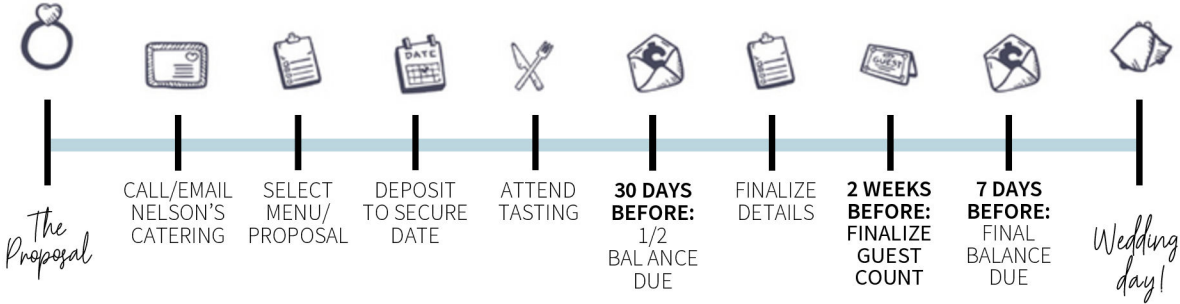 DATE
GUEST
The
Proposal
CALL/EMAIL
NELSON'S
CATERING
SELECT
MENU/
PROPOSAL
DEPOSIT
TO SECURE
DATE
ATTEND
TASTING
30 DAYS
BEFORE:
1/2
BALANCE
DUE
FINALIZE
DETAILS
2 WEEKS
BEFORE:
FINALIZE
GUEST
COUNT
7 DAYS
BEFORE:
FINAL
BALANCE
DUE
Wedding
day!